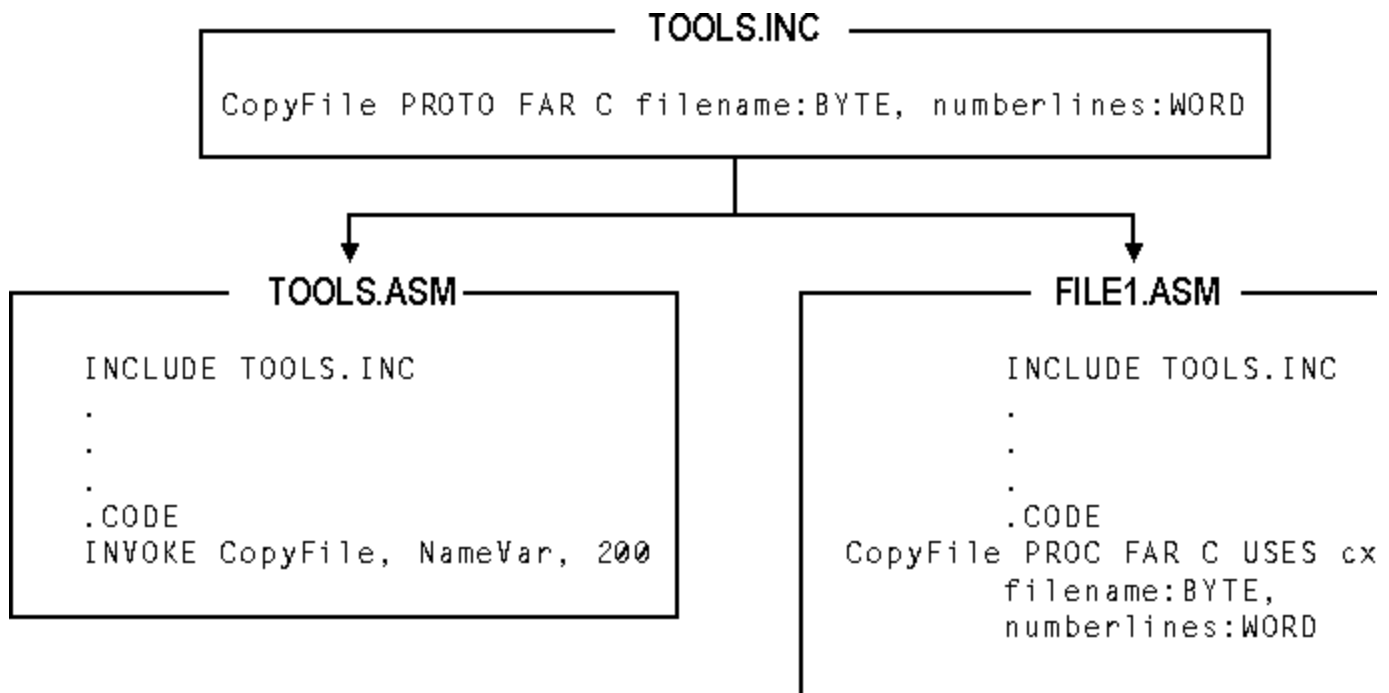 TOOLS.INC
CopyFile PROTO FAR C filename:BYTE, numberlines:WORD
TOOLS.ASM
INCLUDE TOOLS.INC
.
.
.
.CODE
INVOKE CopyFile, NameVar, 200
FILE1.ASM
INCLUDE TOOLS.INC
.
.
.
.CODE
CopyFile PROC FAR C USES cx
filename:BYTE,
numberlines:WORD